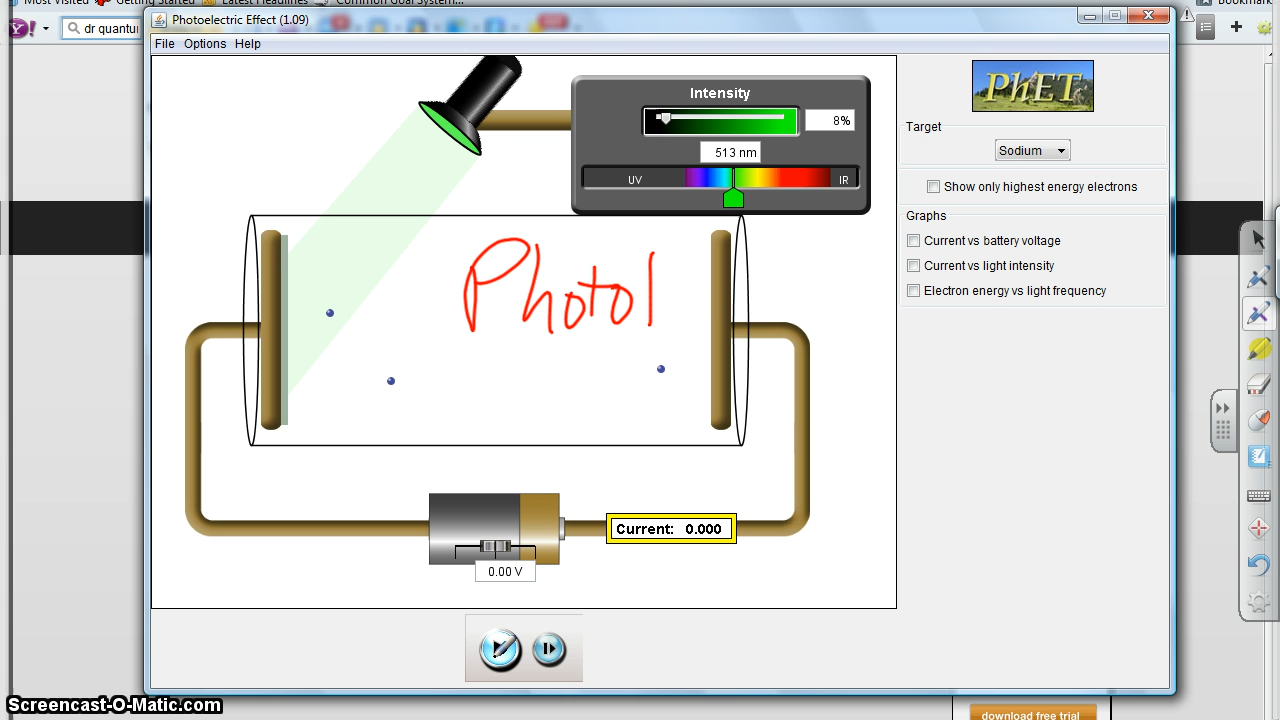 Most Visited
Getting Started
Latest Headlines
Common Goal System...
Bookmark
Y!
dr quantur
Photoelectric Effect (1.09)
File Options Help
PhET
Intensity
8%
513 nm
UV
IR
Target
Sodium
Show only highest energy electrons
Graphs
Current vs battery voltage
Current vs light intensity
Electron energy vs light frequency
Photol
Current: 0.000
0.00 V
Screencast-O-Matic.com
download free trial